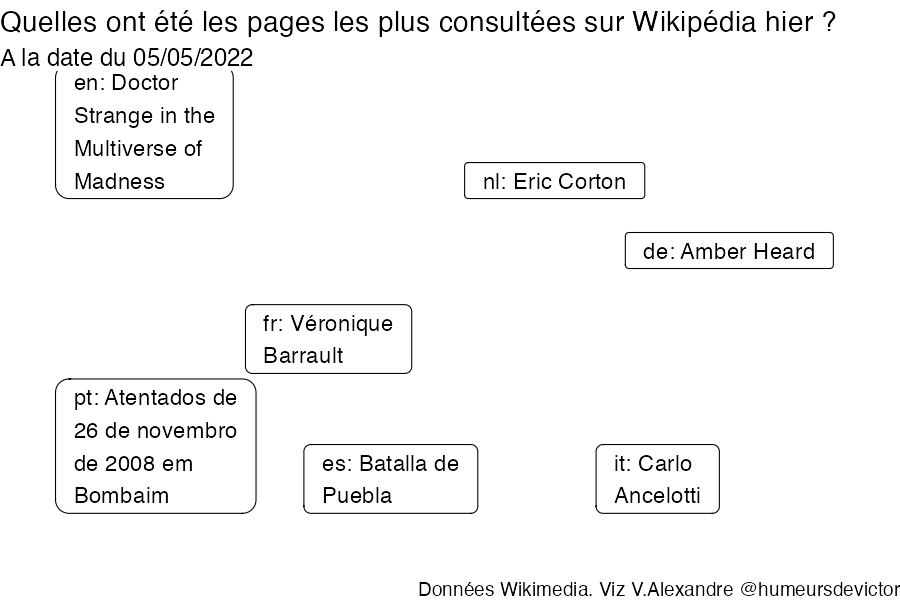 Quelles ont été les pages les plus consultées sur Wikipédia hier ?
A la date du 05/05/2022
en: Doctor
Strange in the
Multiverse of
Madness
nl: Eric Corton
de: Amber Heard
fr: Véronique
Barrault
pt: Atentados de
26 de novembro
de 2008 em
Bombaim
es: Batalla de
Puebla
it: Carlo
Ancelotti
Données Wikimedia. Viz V.Alexandre @humeursdevictor